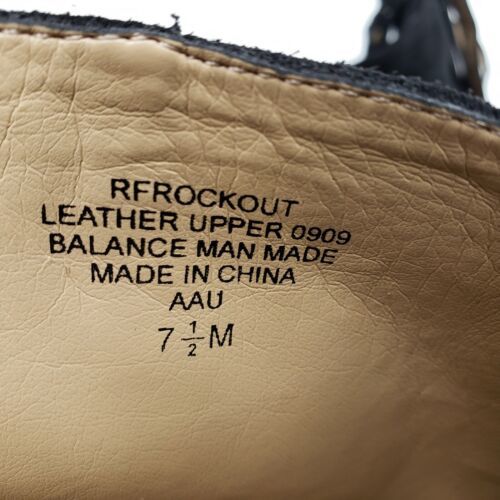 RFROCKOUT
LEATHER UPPER 0909
BALANCE MAN MADE
MADE IN CHINA
AAU
7 ½ M